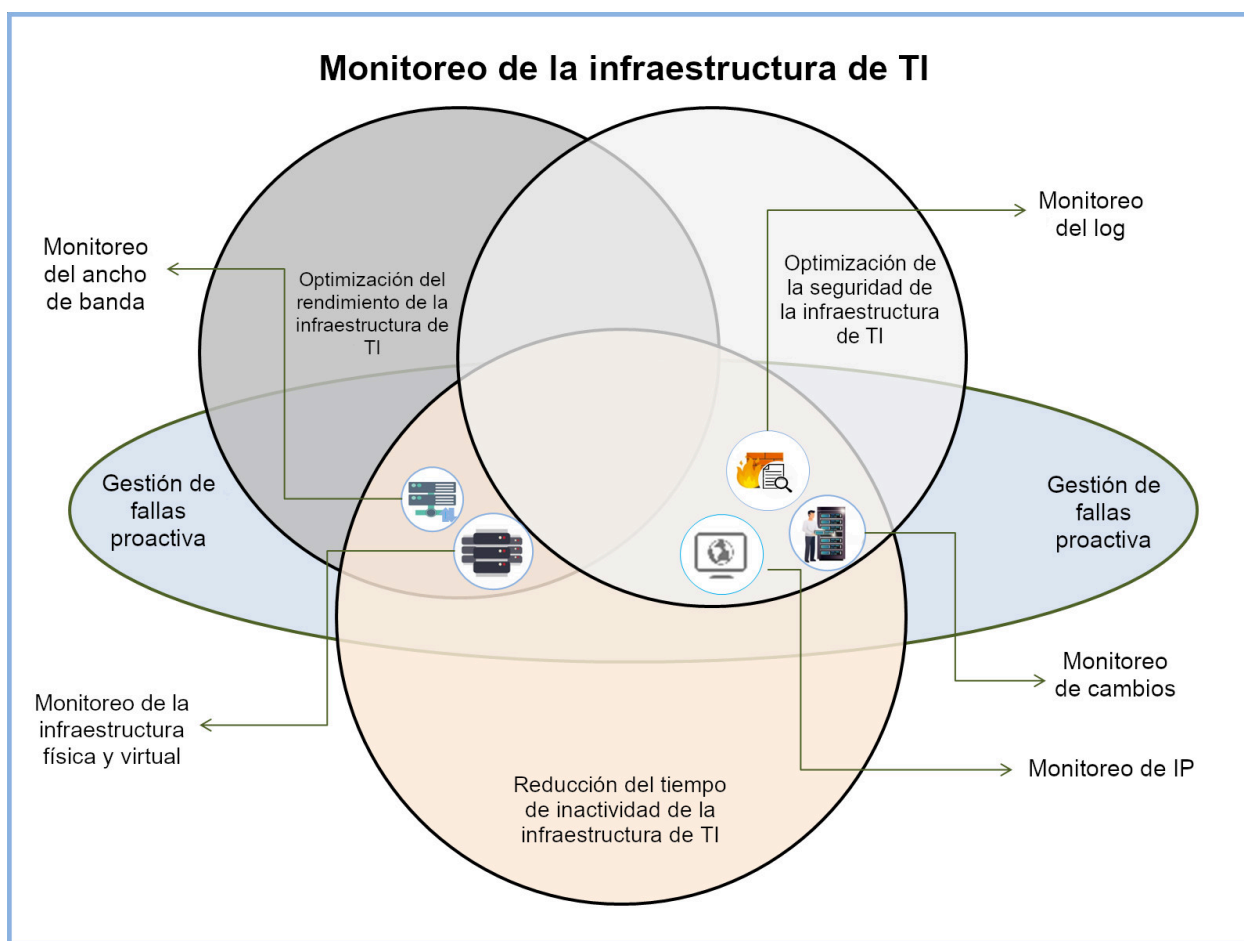 Monitoreo de la infraestructura de TI
Monitoreo
del ancho
de banda
Optimización del
rendimiento de la
infraestructura de
TI
Optimización de
la seguridad de
la infraestructura
de TI
Monitoreo
del log
Gestión de
fallas
proactiva
Gestión de
fallas
proactiva
Monitoreo de la
infraestructura
física y virtual
Reducción del tiempo
de inactividad de la
infraestructura de TI
Monitoreo
de cambios
Monitoreo de IP